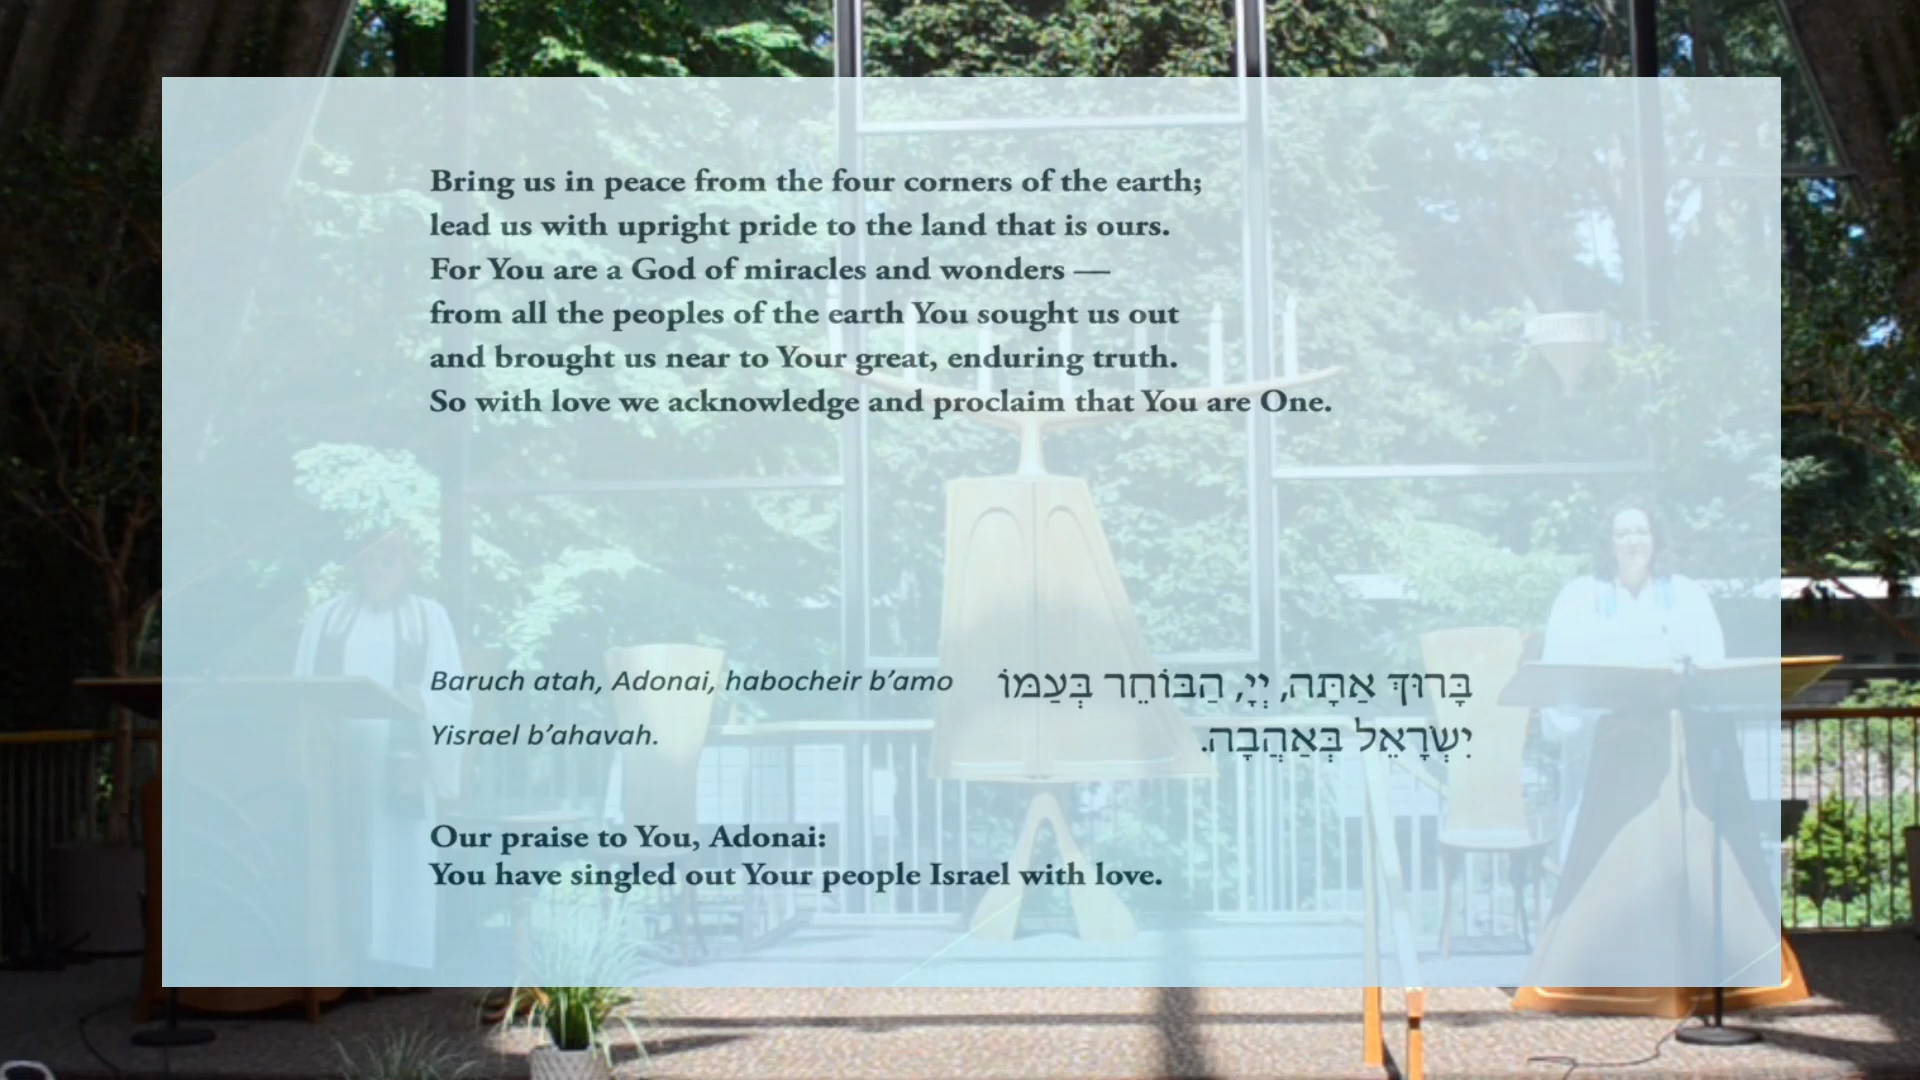 Bring us in peace from the four corners of the earth;
lead us with upright pride to the land that is ours.
For You are a God of miracles and wonders —
from all the peoples of the earth You sought us out
and brought us near to Your great, enduring truth.
So with love we acknowledge and proclaim that You are One.
Baruch atah, Adonai, habocheir b’amo
Yisrael b’ahavah.
בָּרוּךְ אַתָּה, יְיָ, הַבּוֹחֵר בְּעַמּוֹ
יִשְׂרָאֵל בְּאַהֲבָה.
Our praise to You, Adonai:
You have singled out Your people Israel with love.